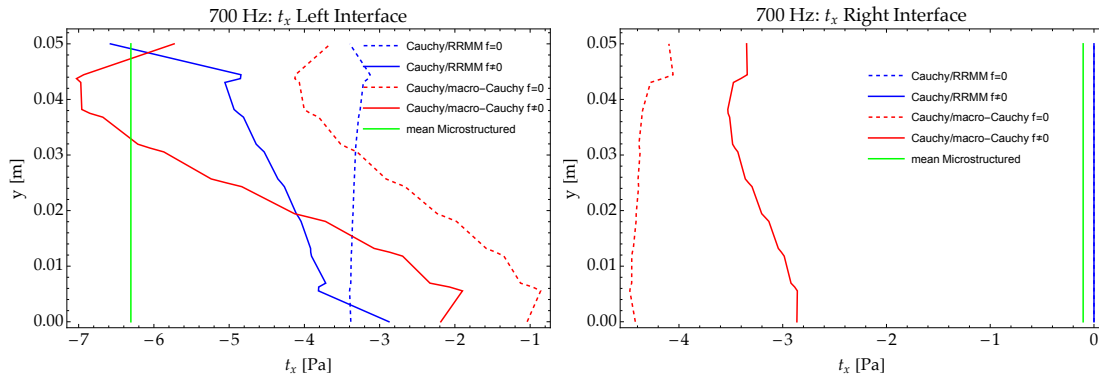 700 Hz: tx Left Interface
0.05
0.04
0.03
0.02
0.01
0.00
y [m]
Cauchy/RRMM f=0
Cauchy/RRMM f≠0
Cauchy/macro−Cauchy f=0
Cauchy/macro−Cauchy f≠0
mean Microstructured
−7 −6 −5 −4 −3 −2 −1
tx [Pa]
700 Hz: tx Right Interface
0.05
0.04
0.03
0.02
0.01
0.00
y [m]
Cauchy/RRMM f=0
Cauchy/RRMM f≠0
Cauchy/macro−Cauchy f=0
Cauchy/macro−Cauchy f≠0
mean Microstructured
−4 −3 −2 −1 0
tx [Pa]